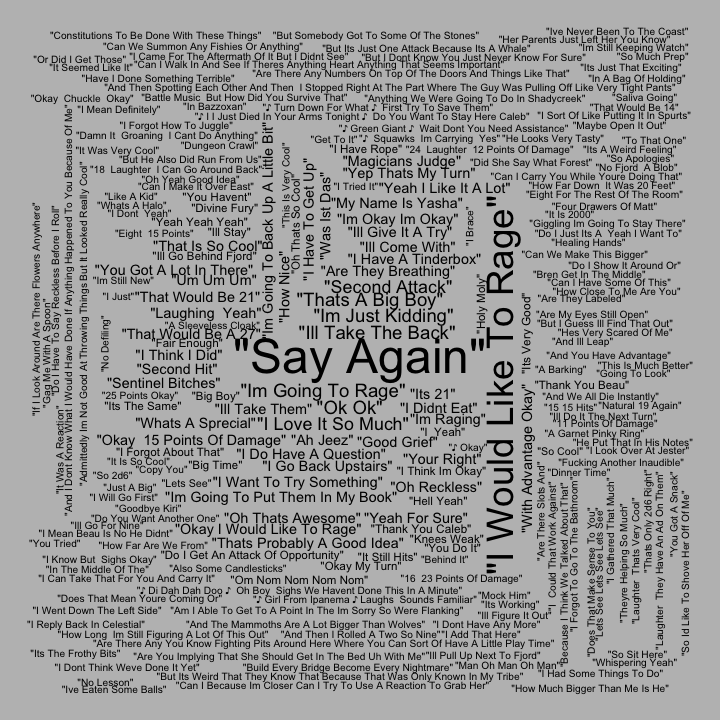 "Constitutions To Be Done With These Things"
"But Somebody Got To Some Of The Stones"
"Ive Never Been To The Coast"
"Her Parents Just Left Her You Know"
"Can We Summon Any Fishies Or Anything"
"But Its Just One Attack Because Its A Whale"
"Im Still Keeping Watch"
"Or Did I Get Those"
"I Came For The Aftermath Of It But I Didnt See"
"But I Dont Know You Just Never Know For Sure"
"So Much Prep"
"It Seemed Like It"
"Can I Walk In And See If Theres Anything Heart Anything That Seems Important"
"Its Just That Exciting"
"Have I Done Something Terrible"
"Are There Any Numbers On Top Of The Doors And Things Like That"
"In A Bag Of Holding"
"And Then Spotting Each Other And Then  I Stopped Right At The Part Where The Guy Was Pulling Off Like Very Tight Pants"
"Saliva Going"
"Okay  Chuckle  Okay"
"Battle Music  But How Did You Survive That"
"Anything We Were Going To Do In Shadycreek"
"That Would Be 14"
"I Mean Definitely"
"In Bazzoxan"
"♪ Turn Down For What ♪  First Try To Save Them"
"♪ I I Just Died In Your Arms Tonight ♪  Do You Want To Stay Here Caleb"
"I Sort Of Like Putting It In Spurts"
"I Forgot How To Juggle"
"♪ Green Giant ♪  Wait Dont You Need Assistance"
"Maybe Open It Out"
"Damn It  Groaning  I Cant Do Anything"
"Get To It"
"♪  Squawks  Im Carrying  Yes"
"He Looks Very Tasty"
"To That One"
"Dungeon Crawl"
"I Have Rope"
"24  Laughter  12 Points Of Damage"
"Its A Weird Feeling"
"It Was Very Cool"
"But He Also Did Run From Us"
"Magicians Judge"
"Did She Say What Forest"
"So Apologies"
"No Fjord  A Blob"
"18  Laughter  I Can Go Around Back"
"Yep Thats My Turn"
"Can I Carry You While Youre Doing That"
"Oh Yeah Good Idea"
"Can I Make It Over East"
"I Tried It"
"Yeah I Like It A Lot"
"How Far Down  It Was 20 Feet"
"Eight For The Rest Of The Room"
"Like A Kid"
"You Havent"
"My Name Is Yasha"
"Four Drawers Of Matt"
"Whats A Halo"
"Divine Fury"
"Im Okay Im Okay"
"It Is 2000"
"I Dont  Yeah"
"Yeah Yeah Yeah"
"Giggling Im Going To Stay There"
"Eight  15 Points"
"Ill Stay"
"Ill Give It A Try"
"Do I Just Its A  Yeah I Want To"
"Healing Hands"
"That Is So Cool"
"Ill Come With"
"Ill Go Behind Fjord"
"I Have A Tinderbox"
"Can We Make This Bigger"
"You Got A Lot In There"
"Are They Breathing"
"Do I Show It Around Or"
"Bren Get In The Middle"
"Im Still New"
"Um Um Um"
"Second Attack"
"Can I Have Some Of This"
"How Close To Me Are You"
"I Just"
"That Would Be 21"
"Thats A Big Boy"
"Are They Labeled"
"Laughing  Yeah"
"Im Just Kidding"
"Are My Eyes Still Open"
"A Sleeveless Cloak"
"But I Guess Ill Find That Out"
"That Would Be A 27"
"Ill Take The Back"
"Hes Very Scared Of Me"
"Fair Enough"
"And Ill Leap"
"I Think I Did"
"Say Again"
"And You Have Advantage"
"Second Hit"
"A Barking"
"This Is Much Better"
"Going To Look"
"Sentinel Bitches"
"Thank You Beau"
"25 Points Okay"
"Big Boy"
"Im Going To Rage"
"Its 21"
"And We All Die Instantly"
"Its The Same"
"Ill Take Them"
"Ok Ok"
"I Didnt Eat"
"15 15 Hits"
"Natural 19 Again"
"Ill Do It The Next Turn"
"Whats A Sprecial"
"I Love It So Much"
"Im Raging"
"11 Points Of Damage"
"I  Yeah"
"A Garnet Pinky Ring"
"Okay  15 Points Of Damage"
"Ah Jeez"
"Good Grief"
"He Put That In His Notes"
"I Forgot About That"
"I Do Have A Question"
"♪ Okay"
"So Cool"
"I Look Over At Jester"
"It Is So Cool"
"Copy You"
"Big Time"
"I Go Back Upstairs"
"Your Right"
"Fucking Another Inaudible"
"So 2d6"
"I Think Im Okay"
"Dinner Time"
"Just A Big"
"Lets See"
"I Want To Try Something"
"Oh Reckless"
"I Will Go First"
"Im Going To Put Them In My Book"
"Hell Yeah"
"Goodbye Kiri"
"Do You Want Another One"
"Oh Thats Awesome"
"Yeah For Sure"
"Ill Go For Nine"
"I Mean Beau Is No He Didnt"
"Okay I Would Like To Rage"
"Thank You Caleb"
"Knees Weak"
"You Tried"
"How Far Are We From"
"Thats Probably A Good Idea"
"You Do It"
"I Know But  Sighs Okay"
"Do I Get An Attack Of Opportunity"
"It Still Hits"
"Behind It"
"In The Middle Of The"
"Also Some Candlesticks"
"Okay My Turn"
"I Can Take That For You And Carry It"
"Om Nom Nom Nom Nom"
"16  23 Points Of Damage"
"♪ Di Dah Dah Doo ♪  Oh Boy  Sighs We Havent Done This In A Minute"
"Mock Him"
"Does That Mean Youre Coming Or"
"♪ Girl From Ipanema ♪ Laughs  Sounds Familiar"
"Its Working"
"I Went Down The Left Side"
"Am I Able To Get To A Point In The Im Sorry So Were Flanking"
"Ill Figure It Out"
"I Reply Back In Celestial"
"And The Mammoths Are A Lot Bigger Than Wolves"
"I Dont Have Any More"
"How Long  Im Still Figuring A Lot Of This Out"
"And Then I Rolled A Two So Nine"
"I Add That Here"
"Are There Any You Know Fighting Pits Around Here Where You Can Sort Of Have A Little Play Time"
"Its The Frothy Bits"
"Are You Implying That She Should Get In The Bed Uh With Me"
"Ill Pull Up Next To Fjord"
"So Sit Here"
"Whispering Yeah"
"I Dont Think Weve Done It Yet"
"Build Every Bridge Become Every Nightmare"
"Man Oh Man Oh Man"
"But Its Weird That They Know That Because That Was Only Known In My Tribe"
"I Had Some Things To Do"
"No Lesson"
"Ive Eaten Some Balls"
"Can I Because Im Closer Can I Try To Use A Reaction To Grab Her"
"How Much Bigger Than Me Is He"
"If I Look Around Are There Flowers Anywhere"
"Gag Me With A Spoon"
"Do I Have To Say Reckless Before I Roll"
"It Was A Reaction"
"And I Dont Know What I Would Have Done If Anything Happened To You Because Of Me"
"Admittedly Im Not Good At Throwing Things But It Looked Really Cool"
"No Defiling"
"Im Going To Back Up A Little Bit"
"How Nice"
"This Is Very Cool"
"Oh Thats So Cool"
"I Have To Get Up"
"Was Ist Das"
"I Brace"
"Holy Moly"
"I Would Like To Rage"
"Its Very Good"
"With Advantage Okay"
"Are There Slots And"
"I  Could That Work Against"
"Because I Think We Talked About That"
"I Forgot To Go To The Bathroom"
"Does That Make Sense To You"
"Lets See Lets See Lets See"
"I Gathered That Much"
"Theyre Helping So Much"
"Laughter  Thats Very Cool"
"Thats Only 2d6 Right"
"Laughter  They Have An Ad On Them"
"You Got A Snack"
"So Id Like To Shove Her Off Of Me"